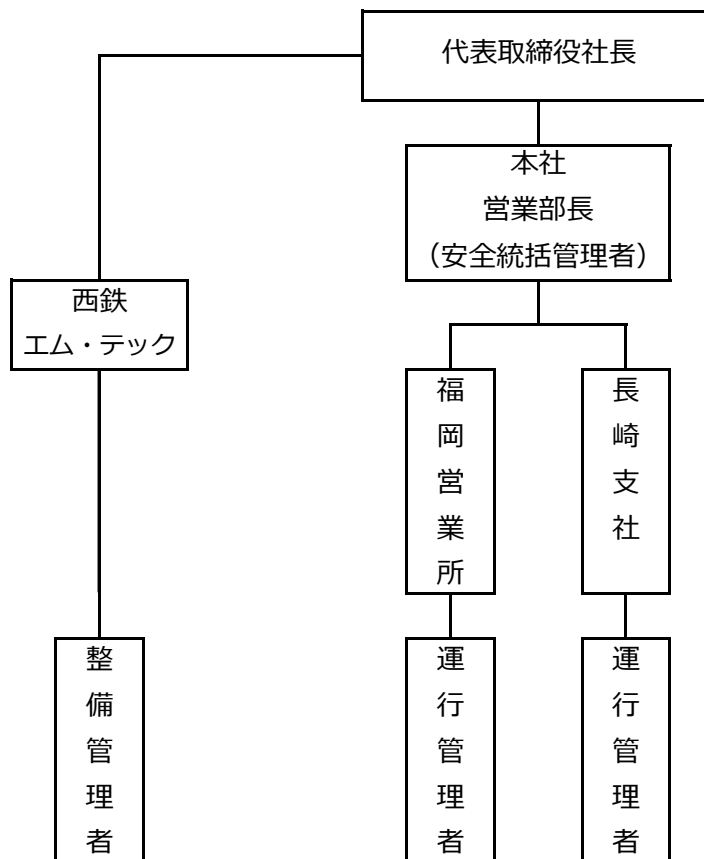 代表取締役社長
本社
営業部長
（安全統括管理者）
西鉄
エム・テック
福岡営業所
長崎支社
整備管理者
運行管理者
運行管理者